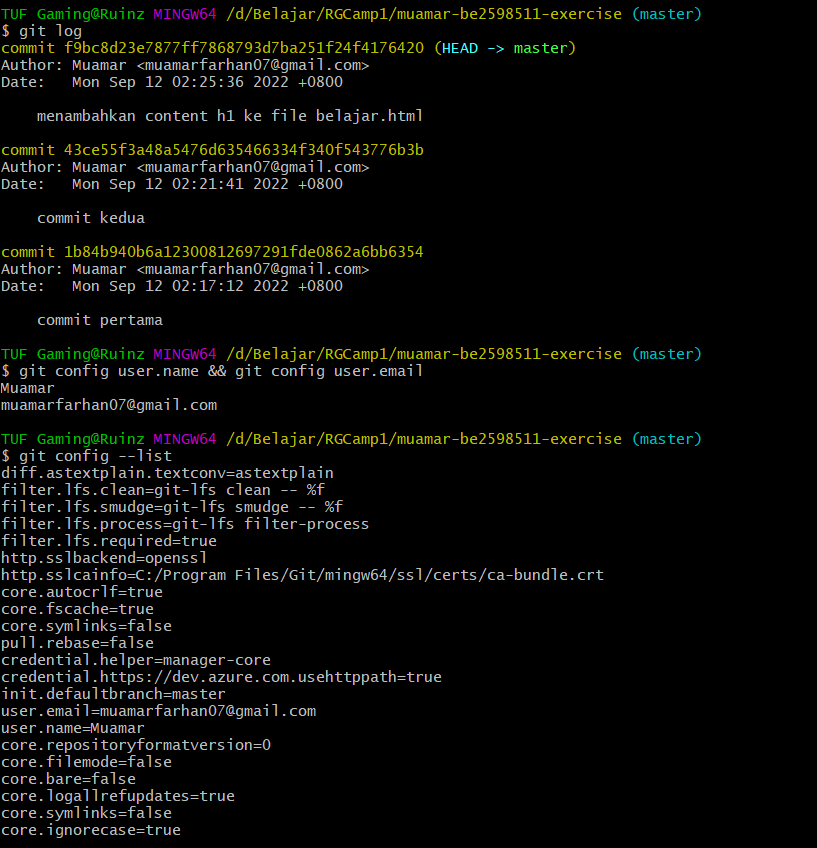 TUF Gaming@Ruinz MINGW64 /d/Belajar/RGCamp1/muamar-be2598511-exercise (master)
$ git log
commit f9bc8d23e7877ff7868793d7ba251f24f4176420 (HEAD -> master)
Author: Muamar <muamarfarhan07@gmail.com>
Date:   Mon Sep 12 02:25:36 2022 +0800
    menambahkan content h1 ke file belajar.html
commit 43ce55f3a48a5476d635466334f340f543776b3b
Author: Muamar <muamarfarhan07@gmail.com>
Date:   Mon Sep 12 02:21:41 2022 +0800
    commit kedua
commit 1b84b940b6a12300812697291fde0862a6bb6354
Author: Muamar <muamarfarhan07@gmail.com>
Date:   Mon Sep 12 02:17:12 2022 +0800
    commit pertama
TUF Gaming@Ruinz MINGW64 /d/Belajar/RGCamp1/muamar-be2598511-exercise (master)
$ git config user.name && git config user.email
Muamar
muamarfarhan07@gmail.com
TUF Gaming@Ruinz MINGW64 /d/Belajar/RGCamp1/muamar-be2598511-exercise (master)
$ git config --list
diff.astextplain.textconv=astextplain
filter.lfs.clean=git-lfs clean -- %f
filter.lfs.smudge=git-lfs smudge -- %f
filter.lfs.process=git-lfs filter-process
filter.lfs.required=true
http.sslbackend=openssl
http.sslcainfo=C:/Program Files/Git/mingw64/ssl/certs/ca-bundle.crt
core.autocrlf=true
core.fscache=true
core.symlinks=false
pull.rebase=false
credential.helper=manager-core
credential.https://dev.azure.com.usehttppath=true
init.defaultbranch=master
user.email=muamarfarhan07@gmail.com
user.name=Muamar
core.repositoryformatversion=0
core.filemode=false
core.bare=false
core.logallrefupdates=true
core.symlinks=false
core.ignorecase=true